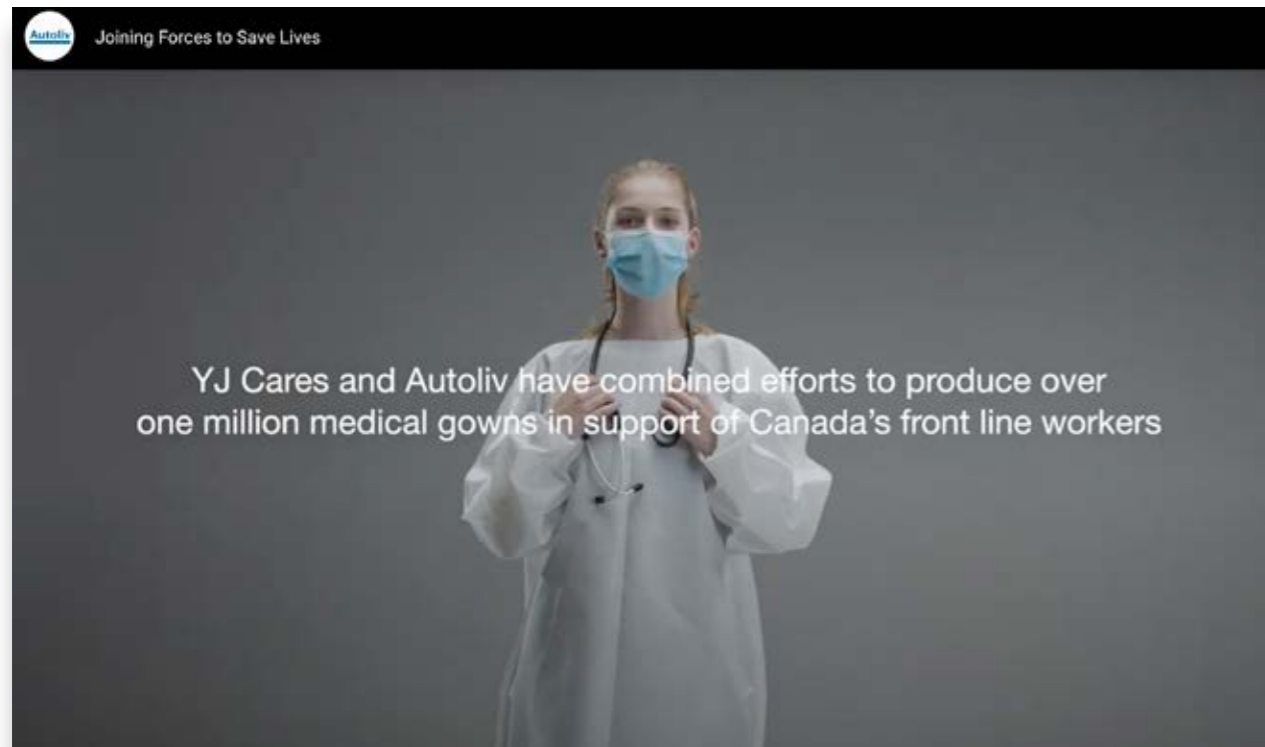 Autoliv
Joining Forces to Save Lives
YJ Cares and Autoliv have combined efforts to produce over
one million medical gowns in support of Canada's front line workers